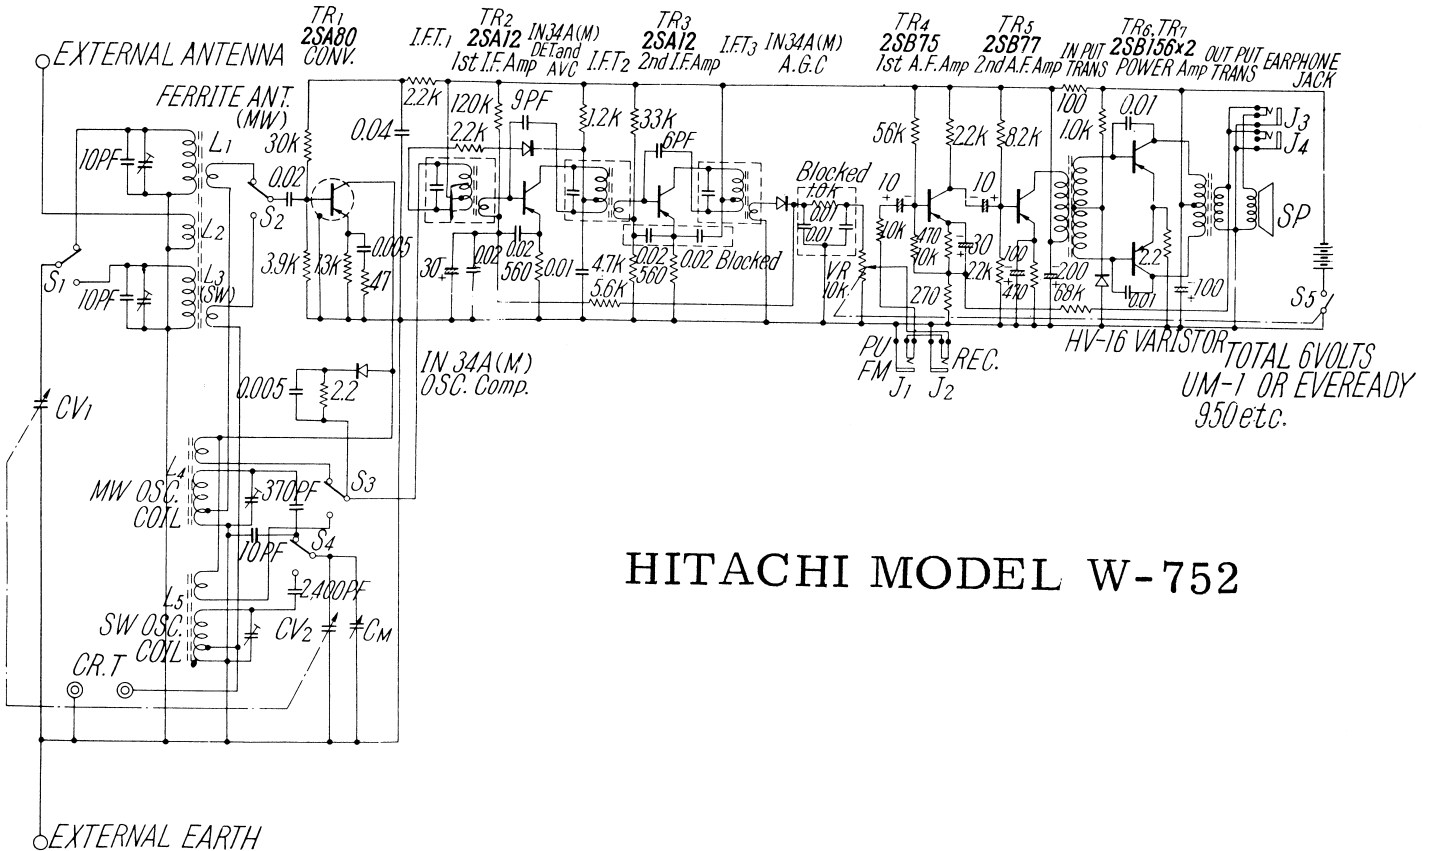 TR1
2SA80
CONV.
I.F.T.1
TR2
2SA12
1st I.F. Amp
IN34A(M)
DET. and
AVC
I.F.T2
TR3
2SA12
2nd I.F. Amp
I.F.T3
IN34A(M)
A.G.C
TR4
2SB75
1st A.F. Amp
TR5
2SB77
2nd A.F. Amp
IN PUT
TRANS
TR6, TR7
2SB156×2
POWER Amp
OUT PUT
TRANS
EARPHONE
JACK
EXTERNAL ANTENNA
FERRITE ANT.
(MW)
2.2K
120K
2.2K
9PF
1.2K
33K
6PF
56K
2.2K
8.2K
100
1.0K
0.01
J3
J4
30K
0.04
10PF
L1
0.02
S2
Blocked
1.0K
0.01
0.01
10
10
SP
L2
S1
10PF
L3
(SW)
3.9K
1.3K
0.005
47
30
0.02
0.02
560
0.01
4.7K
0.02
560
0.02
Blocked
5.6K
VR
10K
10K
470
10K
30
22K
270
100
470
200
68K
2.2
0.01
100
S5
HV-16 VARISTOR
TOTAL 6VOLTS
UM-1 OR EVEREADY
950 etc.
PU
FM
J1
J2
REC.
IN 34A(M)
OSC. Comp.
0.005
2.2
CV1
L4
MW OSC.
COIL
370PF
S3
10PF
S4
L5
SW OSC.
COIL
2,400PF
CV2
CM
CR.T
HITACHI MODEL W-752
EXTERNAL EARTH